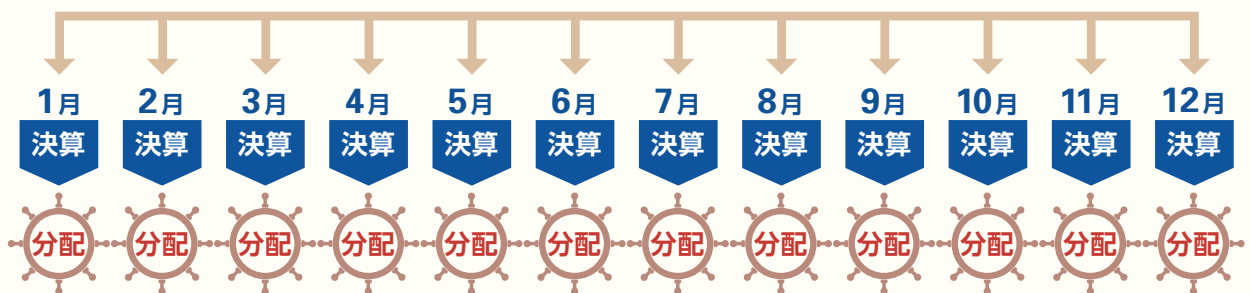 1月 2月 3月 4月 5月 6月 7月 8月 9月 10月 11月 12月
決算 決算 決算 決算 決算 決算 決算 決算 決算 決算 決算 決算
分配 分配 分配 分配 分配 分配 分配 分配 分配 分配 分配 分配